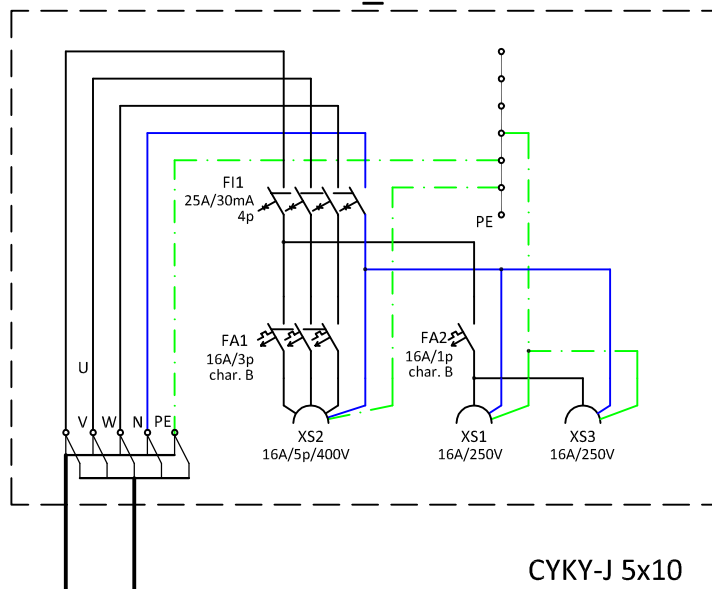 FI1
25A/30mA
4p
PE
FA1
16A/3p
char. B
FA2
16A/1p
char. B
U
V W N PE
XS2
16A/5p/400V
XS1
16A/250V
XS3
16A/250V
CYKY-J 5x10